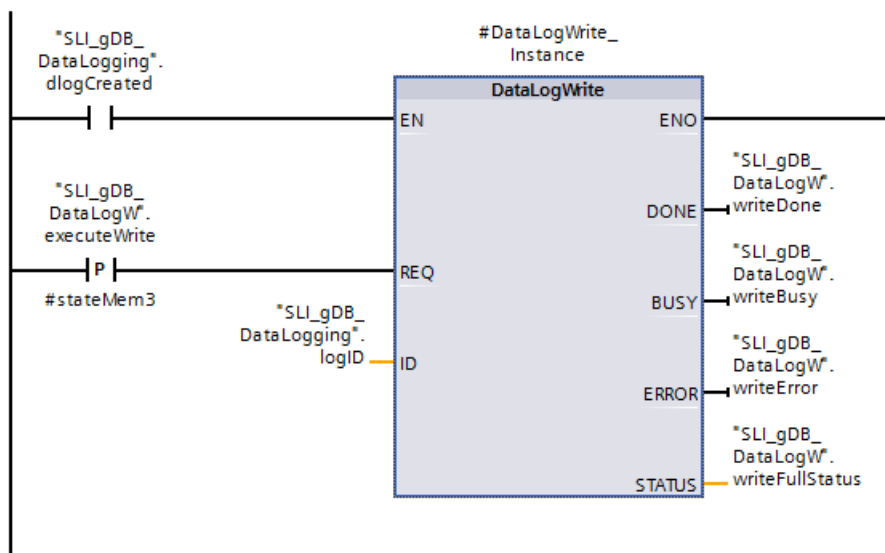 "SLI_gDB_
DataLogging".
dlogCreated
#DataLogWrite_
Instance
DataLogWrite
EN
ENO
"SLI_gDB_
DataLogW".
executeWrite
P
#stateMem3
REQ
"SLI_gDB_
DataLogW".
writeDone
DONE
"SLI_gDB_
DataLogW".
writeBusy
BUSY
"SLI_gDB_
DataLogging".
logID
ID
"SLI_gDB_
DataLogW".
writeError
ERROR
"SLI_gDB_
DataLogW".
writeFullStatus
STATUS